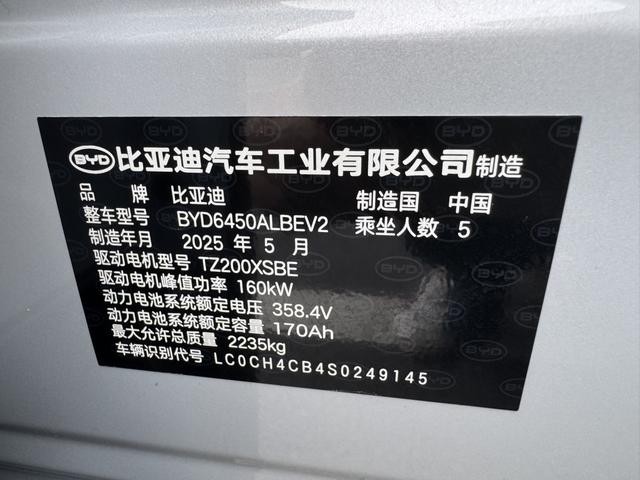 BYD 比亚迪汽车工业有限公司制造
品 牌 比亚迪 制造国 中国
整车型号 BYD6450ALBEV2 乘坐人数 5
制造年月 2025 年 5 月
驱动电机型号 TZ200XSBE
驱动电机峰值功率 160kW
动力电池系统额定电压 358.4V
动力电池系统额定容量 170Ah
最大允许总质量 2235kg
车辆识别代号 LC0CH4CB4S0249145